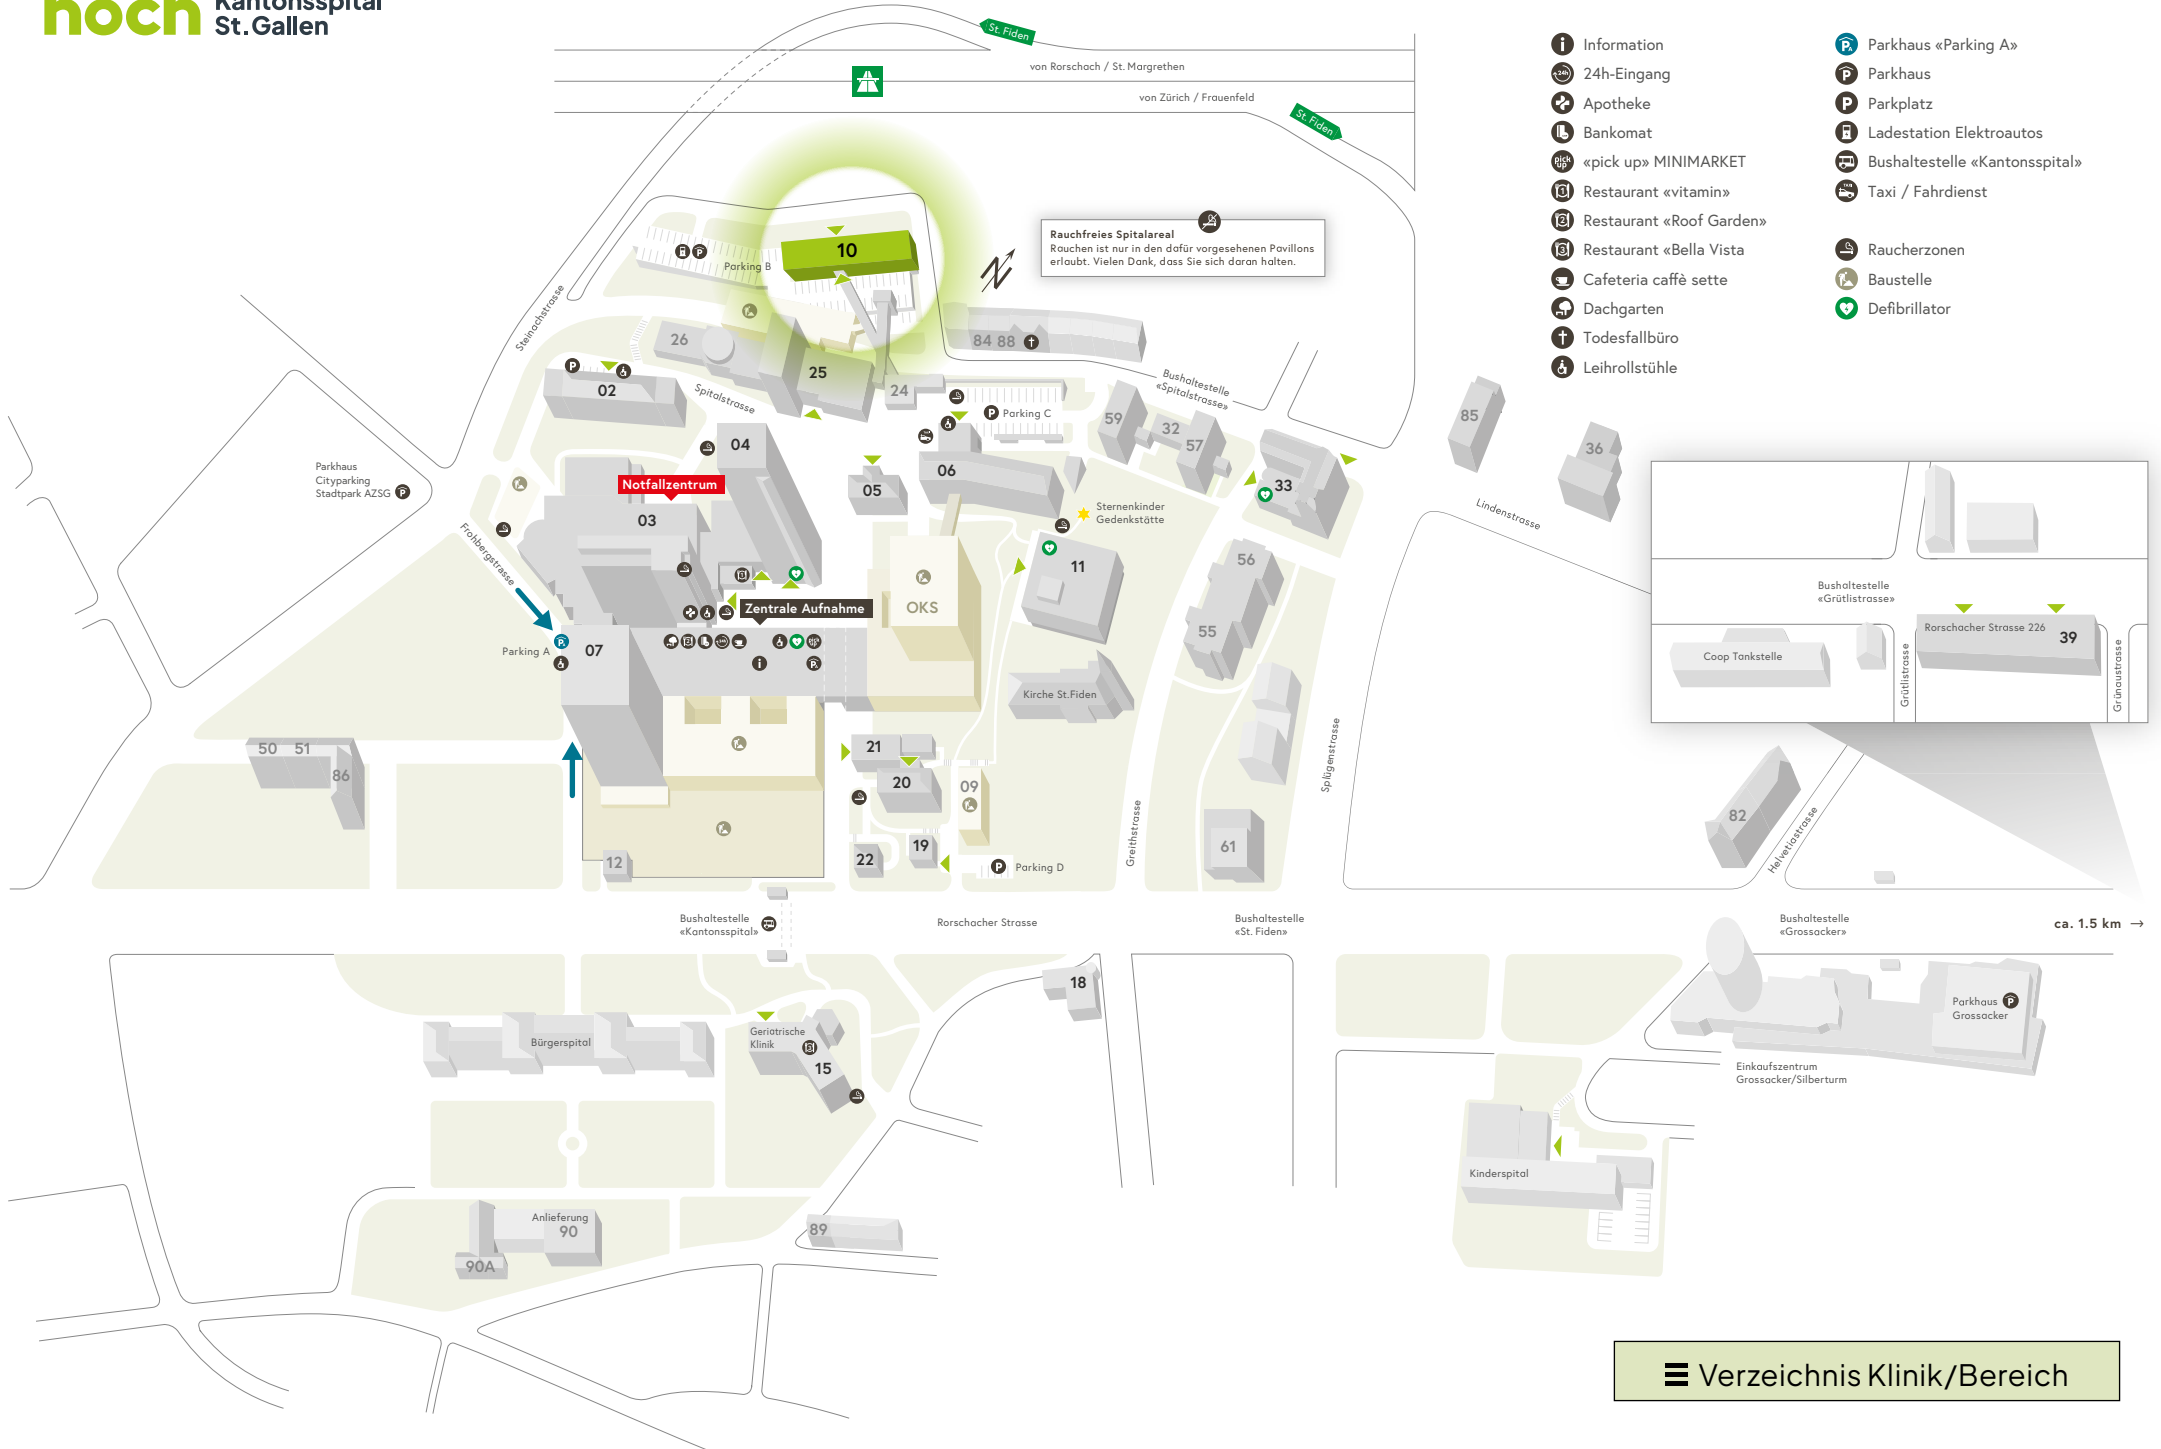 noch Kantonsspital
St.Gallen
St. Fiden
von Rorschach / St. Margrethen
von Zürich / Frauenfeld
St. Fiden
Information
24h-Eingang
Apotheke
Bankomat
«pick up» MINIMARKET
Restaurant «vitamin»
Restaurant «Roof Garden»
Restaurant «Bella Vista
Cafeteria caffè sette
Dachgarten
Todesfallbüro
Leihrollstühle
Parkhaus «Parking A»
Parkhaus
Parkplatz
Ladestation Elektroautos
Bushaltestelle «Kantonsspital»
Taxi / Fahrdienst
Raucherzonen
Baustelle
Defibrillator
Rauchfreies Spitalareal
Rauchen ist nur in den dafür vorgesehenen Pavillons
erlaubt. Vielen Dank, dass Sie sich daran halten.
N
10
Parking B
Steinachstrasse
26
25
24
84 88
02
Spitalstrasse
Bushaltestelle
«Spitalstrasse»
Parking C
59
32
57
85
36
33
04
06
05
Parkhaus
Cityparking
Stadtpark AZSG
Notfallzentrum
03
Sternenkinder
Gedenkstätte
Lindenstrasse
Frohbergstrasse
11
56
55
OKS
Zentrale Aufnahme
Parking A
07
Kirche St.Fiden
Bushaltestelle
«Grütlistrasse»
Rorschacher Strasse 226
39
Coop Tankstelle
Grütlistrasse
Grünaustrasse
50 51
86
21
20
09
19
22
12
Parking D
Greithstrasse
Splügenstrasse
61
82
Helvetiastrasse
Bushaltestelle
«Kantonsspital»
Rorschacher Strasse
Bushaltestelle
«St. Fiden»
Bushaltestelle
«Grossacker»
ca. 1.5 km →
18
Bürgerspital
Geriatrische
Klinik
15
Parkhaus
Grossacker
Einkaufszentrum
Grossacker/Silberturm
Kinderspital
Anlieferung
90
90A
89
Verzeichnis Klinik/Bereich